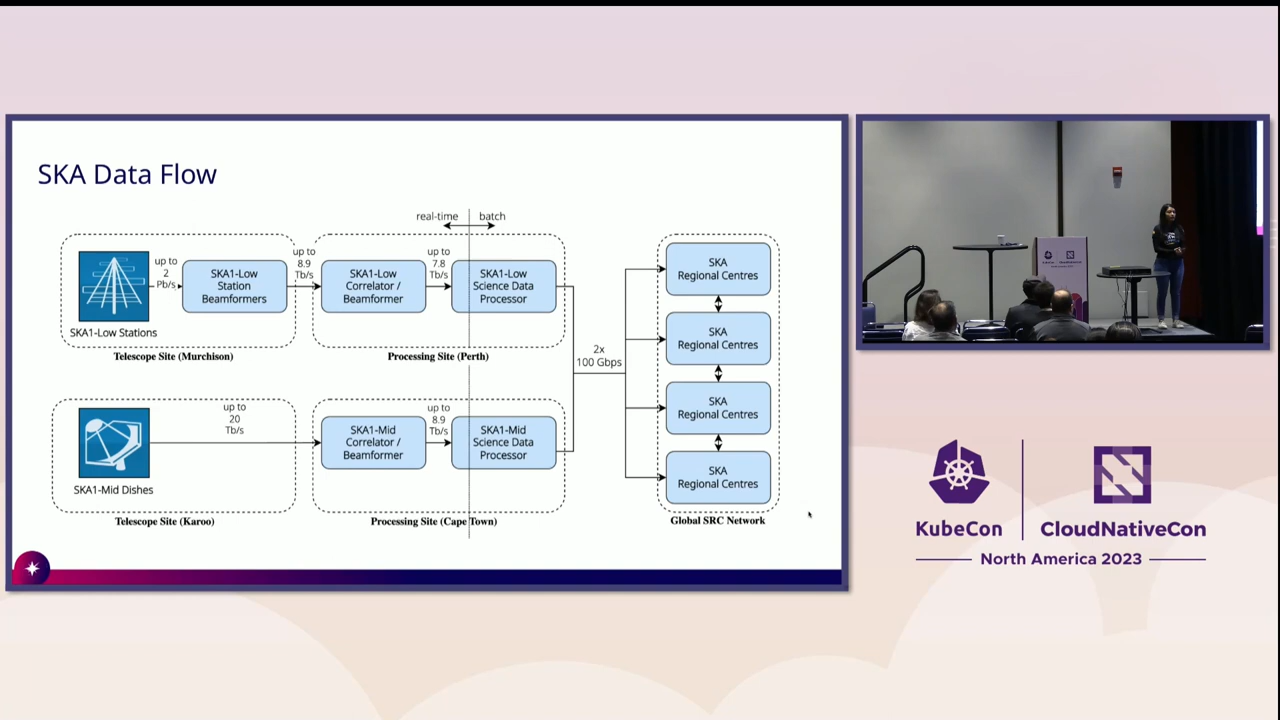 SKA Data Flow
real-time
batch
up to
2
Pb/s
SKA1-Low
Station
Beamformers
up to
8.9
Tb/s
SKA1-Low
Correlator /
Beamformer
up to
7.8
Tb/s
SKA1-Low
Science Data
Processor
SKA1-Low Stations
Telescope Site (Murchison)
Processing Site (Perth)
up to
20
Tb/s
SKA1-Mid
Correlator /
Beamformer
up to
8.9
Tb/s
SKA1-Mid
Science Data
Processor
SKA1-Mid Dishes
Telescope Site (Karoo)
Processing Site (Cape Town)
2x
100 Gbps
SKA
Regional Centres
SKA
Regional Centres
SKA
Regional Centres
SKA
Regional Centres
Global SRC Network
KubeCon
CloudNativeCon
North America 2023